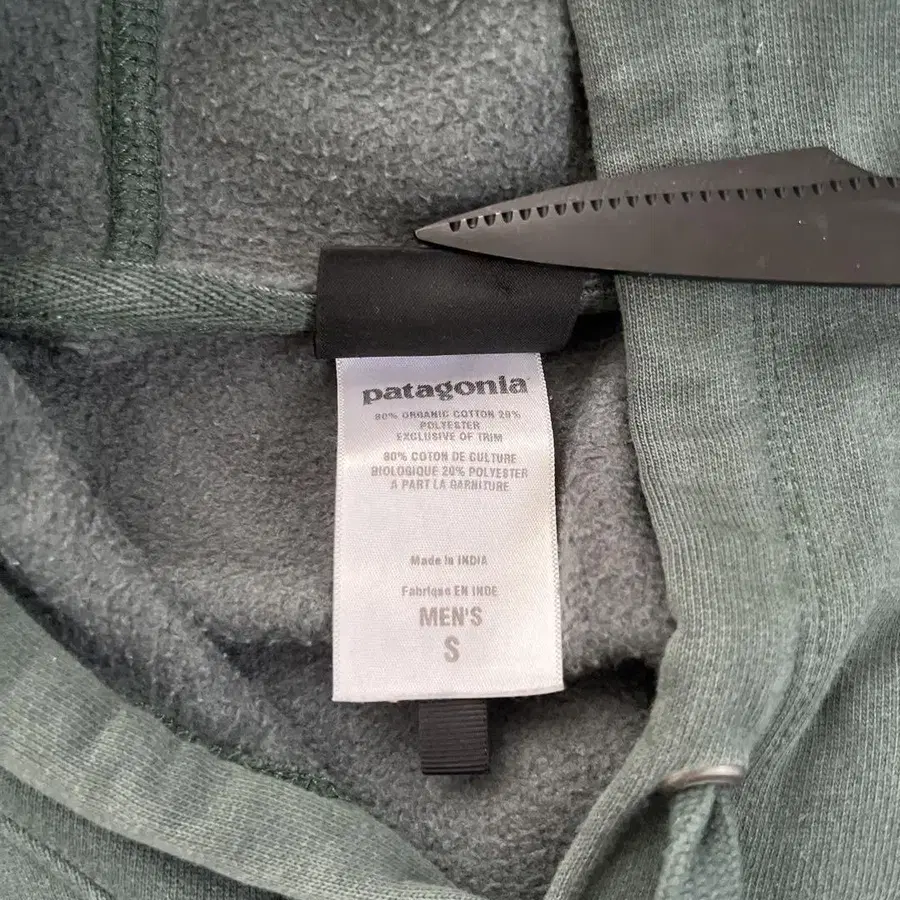 patagonia
80% ORGANIC COTTON 20%
POLYESTER
EXCLUSIVE OF TRIM
80% COTON DE CULTURE
BIOLOGIQUE 20% POLYESTER
A PART LA GARNITURE
Made in INDIA
Fabrique EN INDE
MEN'S
S